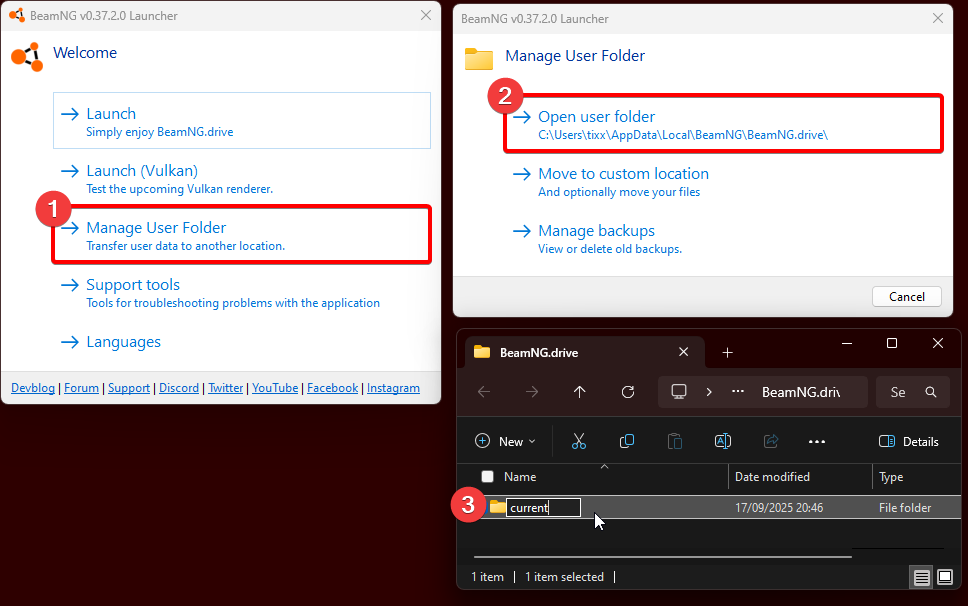 BeamNG v0.37.2.0 Launcher
Welcome
Launch
Simply enjoy BeamNG.drive
Launch (Vulkan)
Test the upcoming Vulkan renderer.
1
Manage User Folder
Transfer user data to another location.
Support tools
Tools for troubleshooting problems with the application
Languages
Devblog | Forum | Support | Discord | Twitter | YouTube | Facebook | Instagram
BeamNG v0.37.2.0 Launcher
Manage User Folder
2
Open user folder
C:\Users\tixx\AppData\Local\BeamNG\BeamNG.drive\
Move to custom location
And optionally move your files
Manage backups
View or delete old backups.
Cancel
BeamNG.drive
BeamNG.driv Se
New Details
Name Date modified Type
3 current 17/09/2025 20:46 File folder
1 item | 1 item selected |